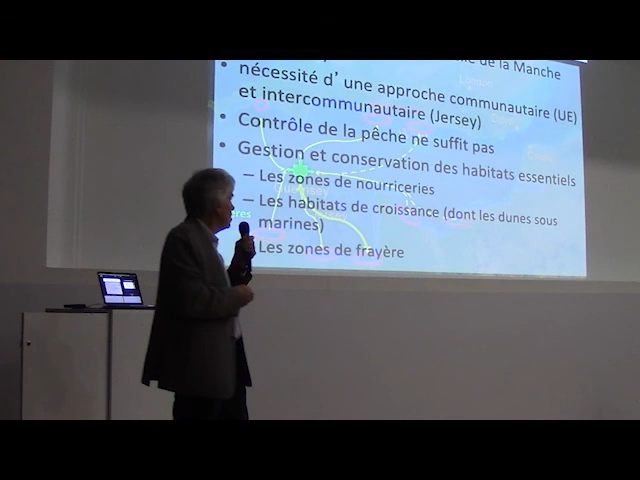 de la Manche
nécessité d' une approche communautaire (UE)
et intercommunautaire (Jersey)
• Contrôle de la pêche ne suffit pas
• Gestion et conservation des habitats essentiels
– Les zones de nourriceries
Guernsey
– Les habitats de croissance (dont les dunes sous
marines)
Les zones de frayère